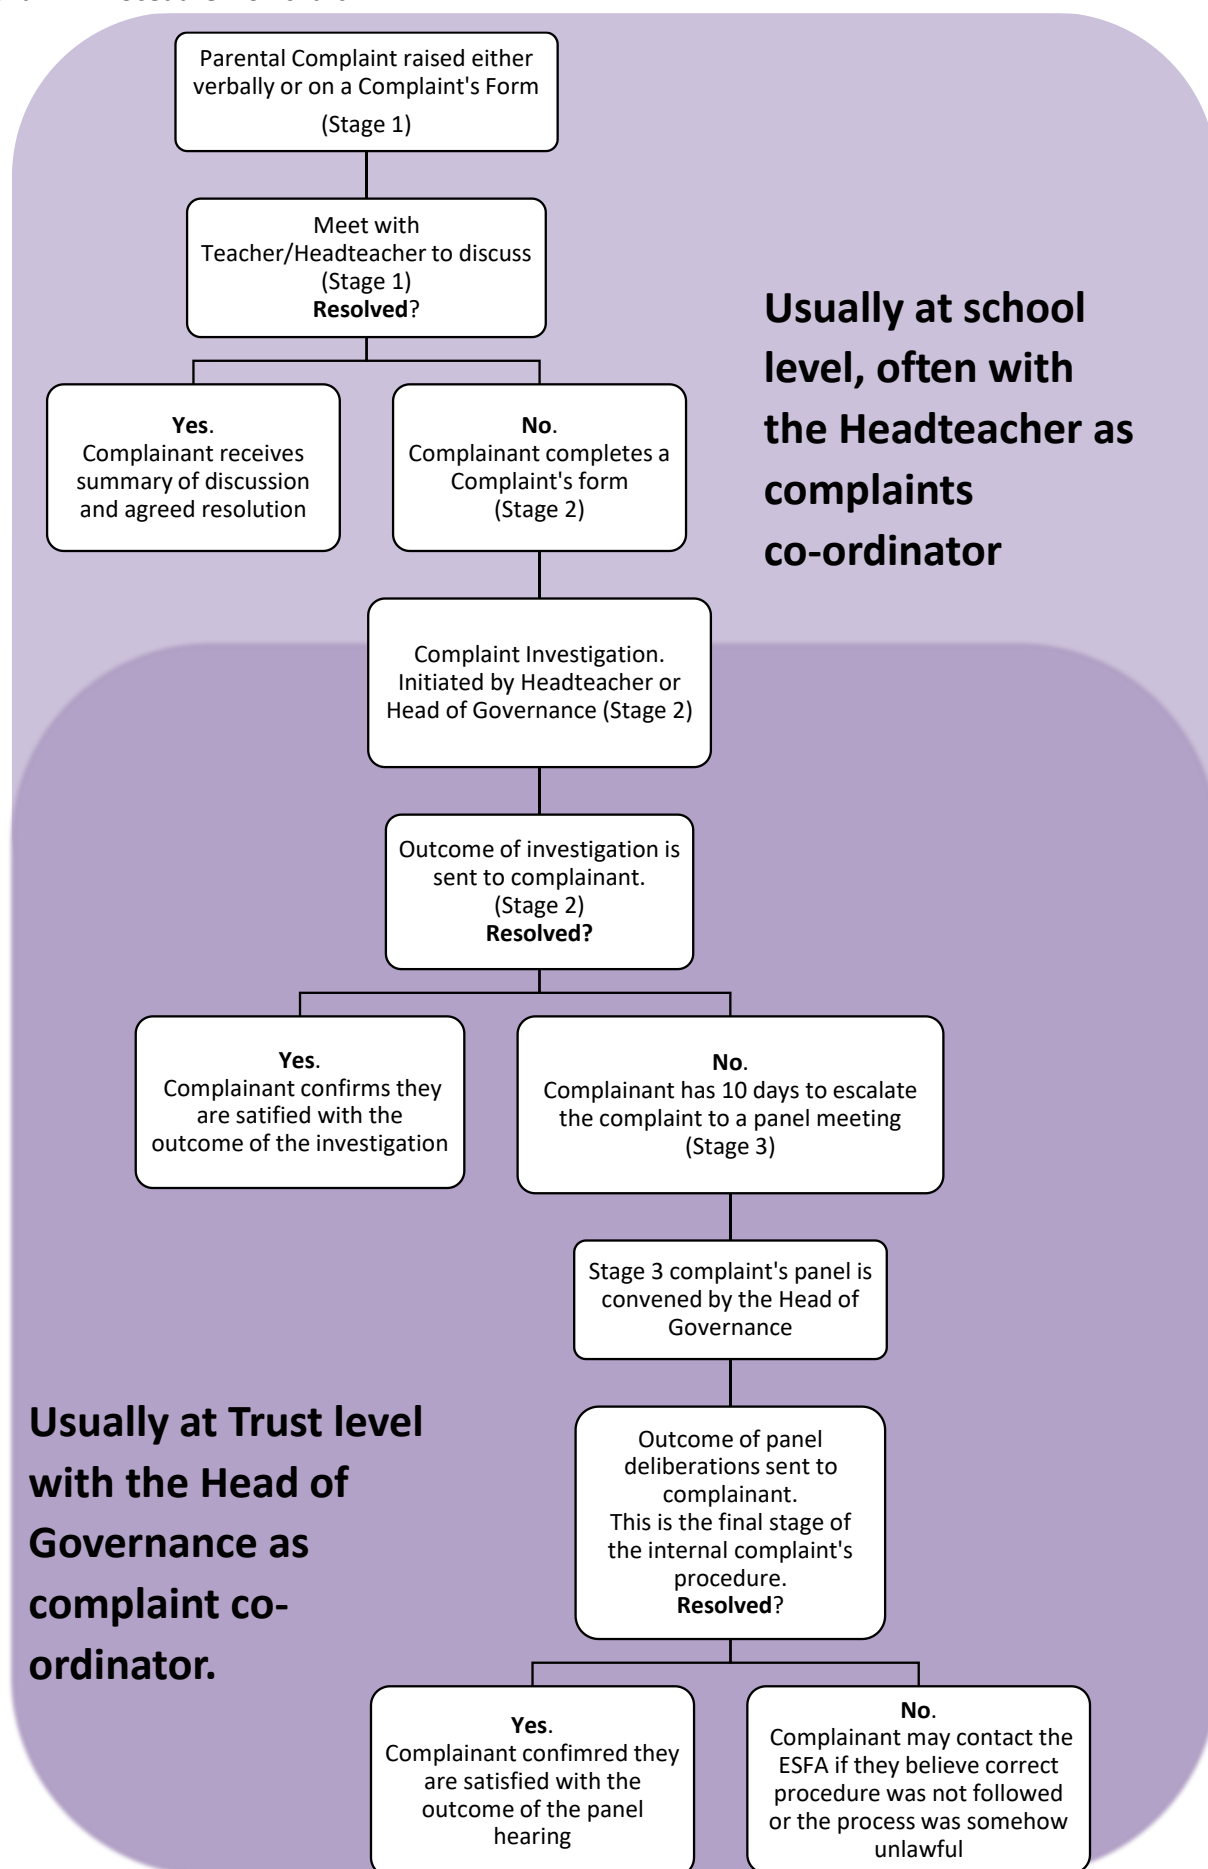 Parental Complaint raised either
verbally or on a Complaint's Form
(Stage 1)
Meet with
Teacher/Headteacher to discuss
(Stage 1)
Resolved?
Usually at school
level, often with
the Headteacher as
complaints
co-ordinator
Yes.
Complainant receives
summary of discussion
and agreed resolution
No.
Complainant completes a
Complaint's form
(Stage 2)
Complaint Investigation.
Initiated by Headteacher or
Head of Governance (Stage 2)
Outcome of investigation is
sent to complainant.
(Stage 2)
Resolved?
Yes.
Complainant confirms they
are satified with the
outcome of the investigation
No.
Complainant has 10 days to escalate
the complaint to a panel meeting
(Stage 3)
Stage 3 complaint's panel is
convened by the Head of
Governance
Usually at Trust level
with the Head of
Governance as
complaint co-
ordinator.
Outcome of panel
deliberations sent to
complainant.
This is the final stage of
the internal complaint's
procedure.
Resolved?
Yes.
Complainant confimred they
are satisfied with the
outcome of the panel
hearing
No.
Complainant may contact the
ESFA if they believe correct
procedure was not followed
or the process was somehow
unlawful